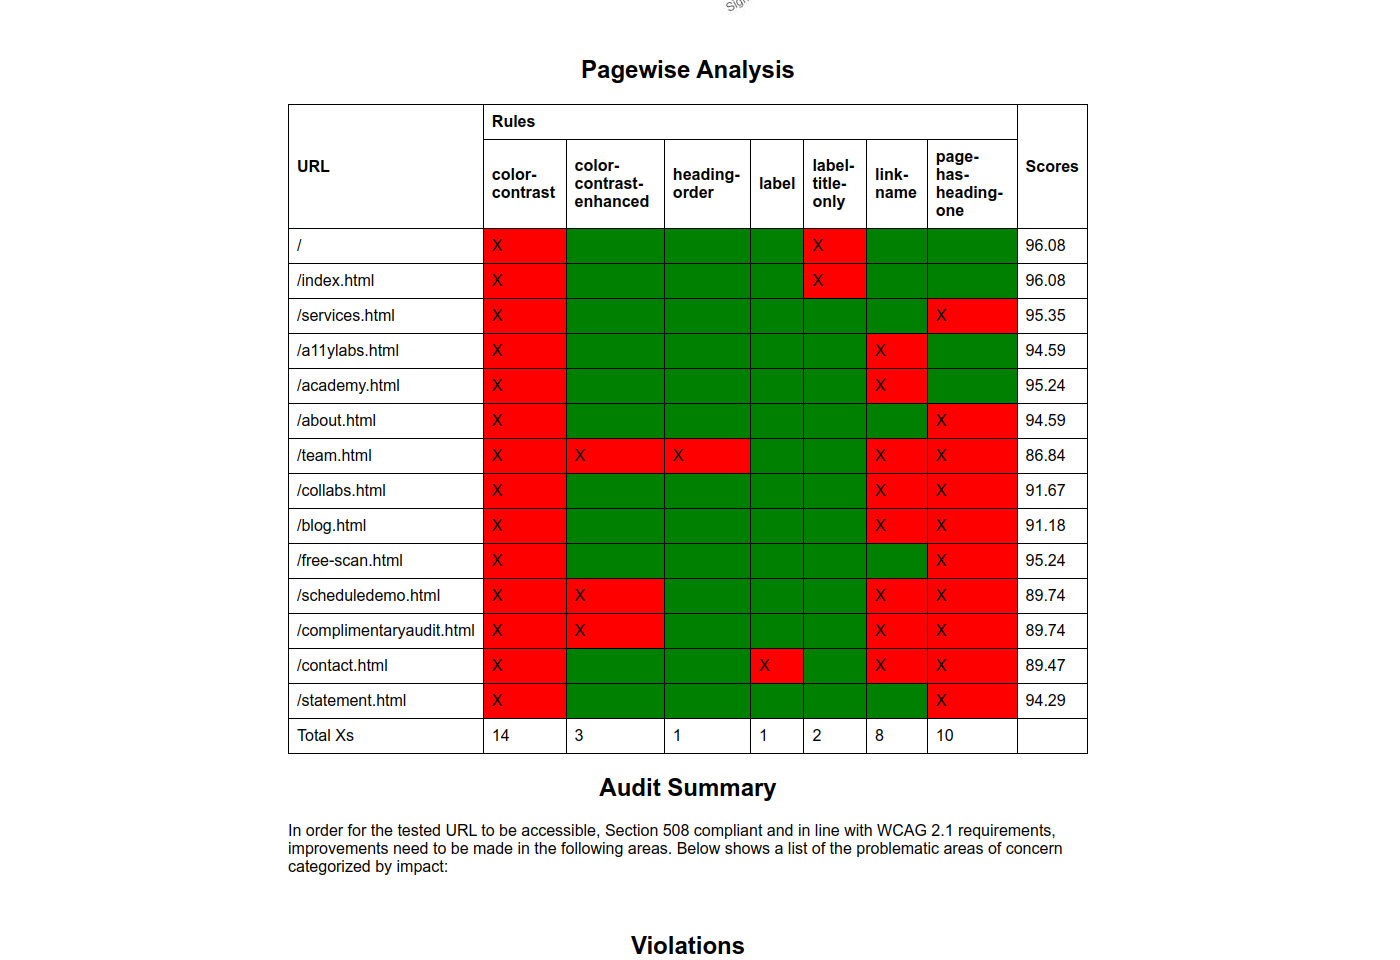 Pagewise Analysis
URL
Rules
Scores
color-
contrast
color-
contrast-
enhanced
heading-
order
label
label-
title-
only
link-
name
page-
has-
heading-
one
/ X X 96.08
/index.html X X 96.08
/services.html X X 95.35
/a11ylabs.html X X 94.59
/academy.html X X 95.24
/about.html X X 94.59
/team.html X X X X X 86.84
/collabs.html X X X 91.67
/blog.html X X X 91.18
/free-scan.html X X 95.24
/scheduledemo.html X X X X 89.74
/complimentaryaudit.html X X X X 89.74
/contact.html X X X X 89.47
/statement.html X X 94.29
Total Xs 14 3 1 1 2 8 10
Audit Summary
In order for the tested URL to be accessible, Section 508 compliant and in line with WCAG 2.1 requirements,
improvements need to be made in the following areas. Below shows a list of the problematic areas of concern
categorized by impact:
Violations